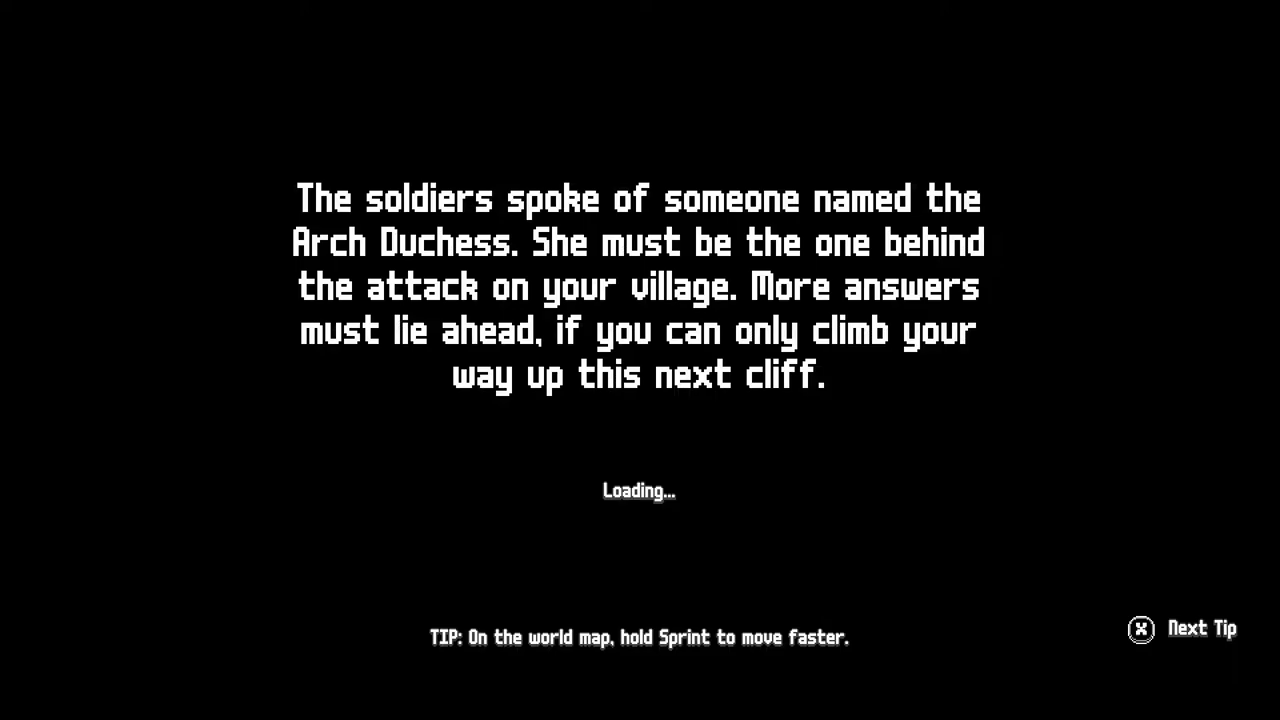 The soldiers spoke of someone named the
Arch Duchess. She must be the one behind
the attack on your village. More answers
must lie ahead, if you can only climb your
way up this next cliff.
Loading...
TIP: On the world map, hold Sprint to move faster.
X Next Tip